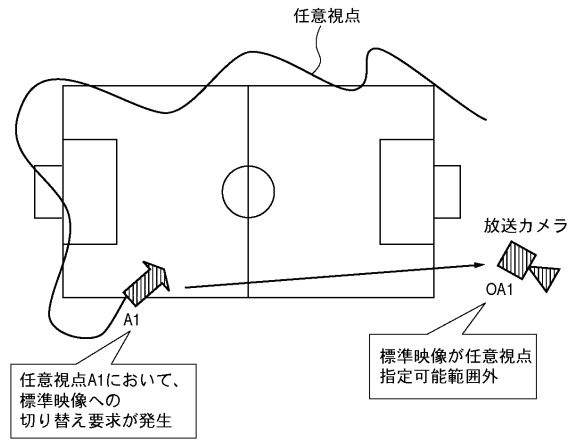 任意視点
放送カメラ
OA1
A1
標準映像が任意視点
指定可能範囲外
任意視点A1において、
標準映像への
切り替え要求が発生